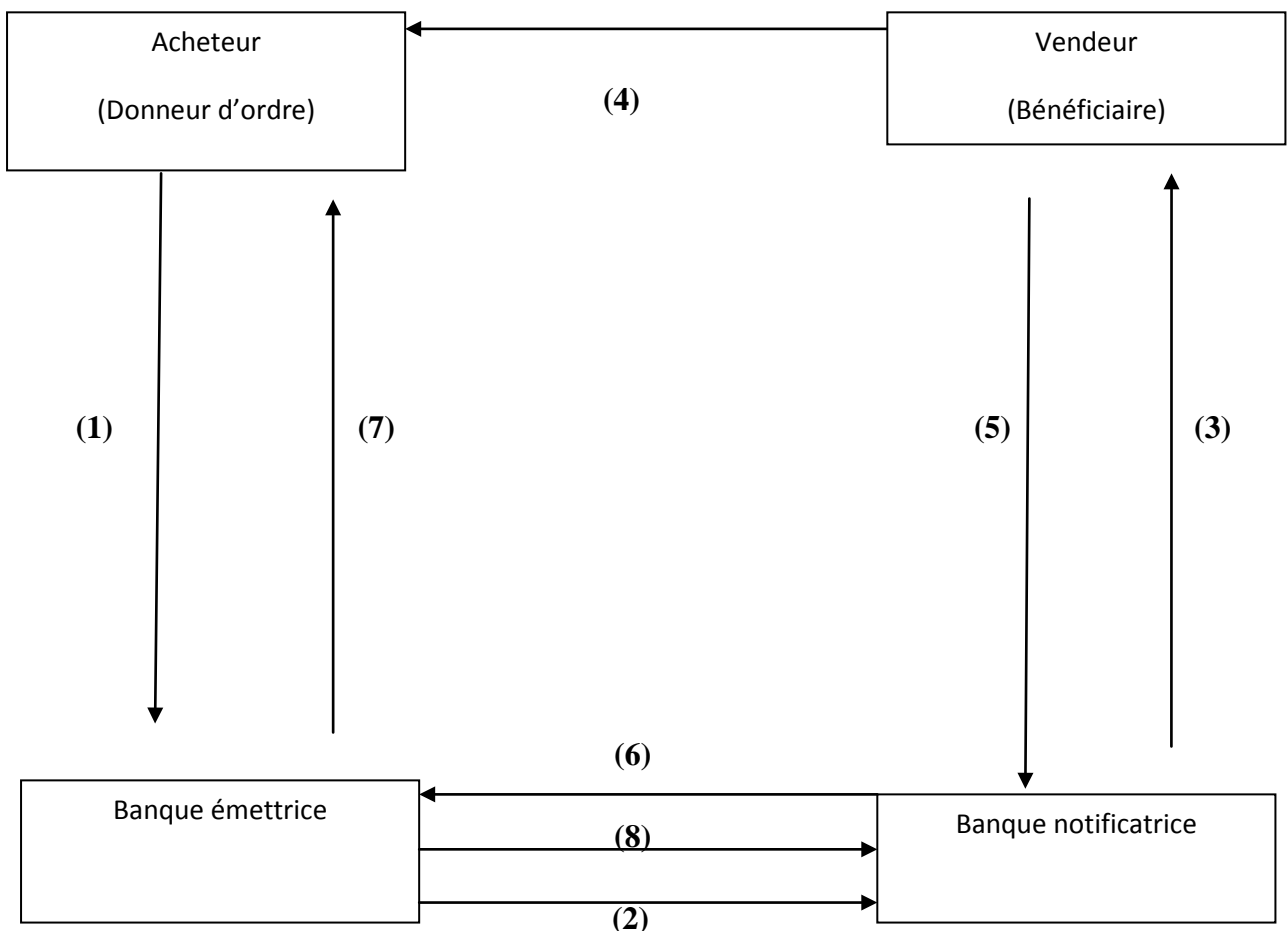 Acheteur
(Donneur d’ordre)
Vendeur
(Bénéficiaire)
(4)
(1)
(7)
(5)
(3)
(6)
Banque émettrice
Banque notificatrice
(8)
(2)